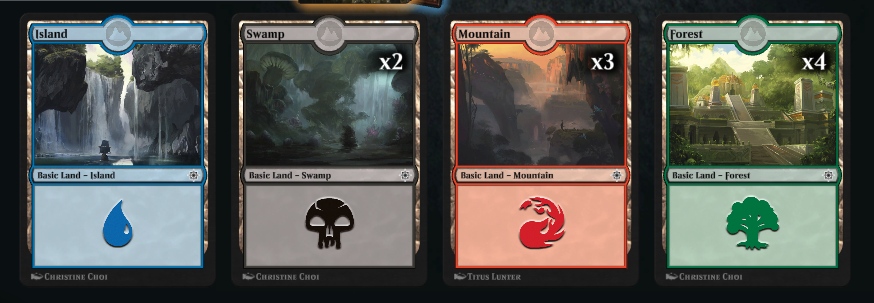 Island
Basic Land – Island
CHRISTINE CHOI
Swamp
x2
Basic Land – Swamp
CHRISTINE CHOI
Mountain
x3
Basic Land – Mountain
TITUS LUNTER
Forest
x4
Basic Land – Forest
CHRISTINE CHOI